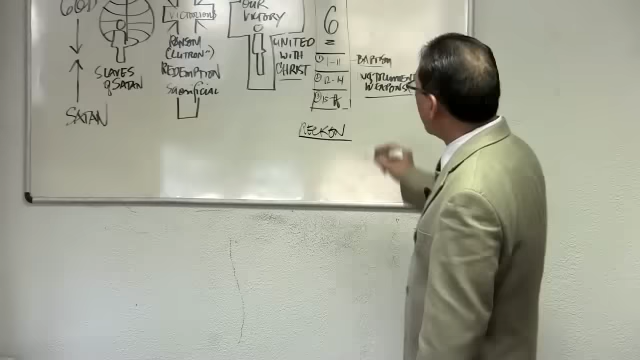 GOD
SATAN
SLAVES
of SATAN
VICTORIOUS
RANSOM
(LUTRON)
REDEMPTION
SACRIFICIAL
OUR
VICTORY
UNITED
WITH
CHRIST
6
=
1-11
12-14
BAPTISM
INSTRUMENTS
WEAPONS
RECKON